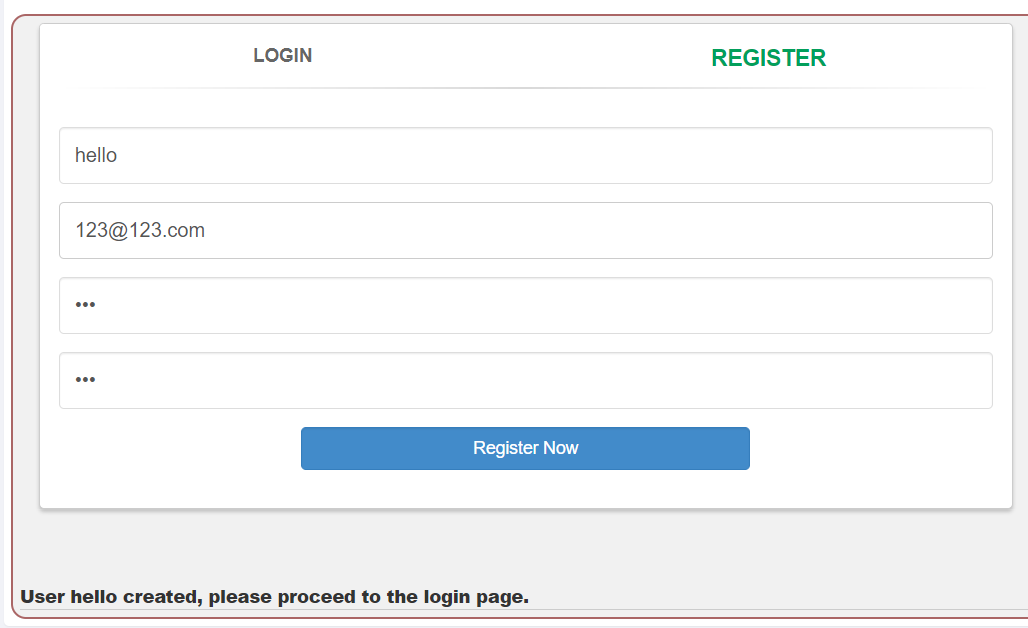 LOGIN REGISTER
hello
123@123.com
•••
•••
Register Now
User hello created, please proceed to the login page.